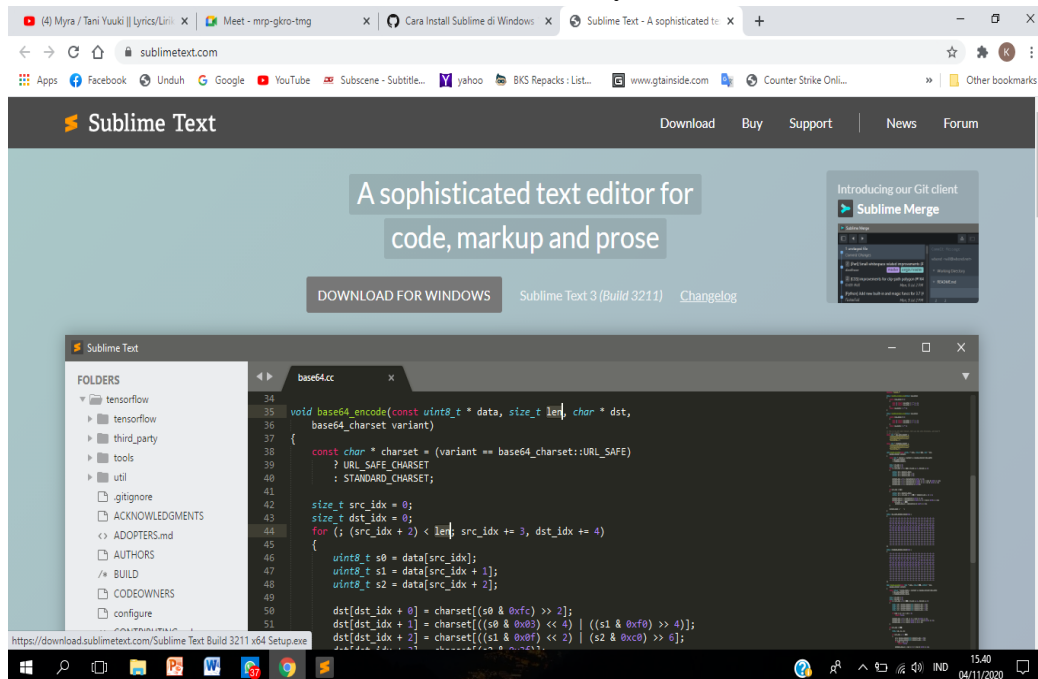 (4) Myra / Tani Yuuki || Lyrics/Lirik
Meet - mrp-gkro-tmg
Cara Install Sublime di Windows
Sublime Text - A sophisticated te
sublimetext.com
K
Apps
Facebook
Unduh
Google
YouTube
Subscene - Subtitle...
yahoo
BKS Repacks : List...
www.gtainside.com
Counter Strike Onli...
»
Other bookmarks
Sublime Text
Download
Buy
Support
News
Forum
A sophisticated text editor for
code, markup and prose
Introducing our Git client
Sublime Merge
DOWNLOAD FOR WINDOWS
Sublime Text 3 (Build 3211)
Changelog
Sublime Text
FOLDERS
tensorflow
tensorflow
third_party
tools
util
.gitignore
ACKNOWLEDGMENTS
<> ADOPTERS.md
AUTHORS
/* BUILD
CODEOWNERS
configure
base64.cc
34
35 void base64_encode(const uint8_t * data, size_t len, char * dst,
36 base64_charset variant)
37 {
38 const char * charset = (variant == base64_charset::URL_SAFE)
39 ? URL_SAFE_CHARSET
40 : STANDARD_CHARSET;
41
42 size_t src_idx = 0;
43 size_t dst_idx = 0;
44 for (; (src_idx + 2) < len; src_idx += 3, dst_idx += 4)
45 {
46 uint8_t s0 = data[src_idx];
47 uint8_t s1 = data[src_idx + 1];
48 uint8_t s2 = data[src_idx + 2];
49
50 dst[dst_idx + 0] = charset[(s0 & 0xfc) >> 2];
51 dst[dst_idx + 1] = charset[((s0 & 0x03) << 4) | ((s1 & 0xf0) >> 4)];
dst[dst_idx + 2] = charset[((s1 & 0x0f) << 2) | (s2 & 0xc0) >> 6];
https://download.sublimetext.com/Sublime Text Build 3211 x64 Setup.exe
37
IND
15.40
04/11/2020